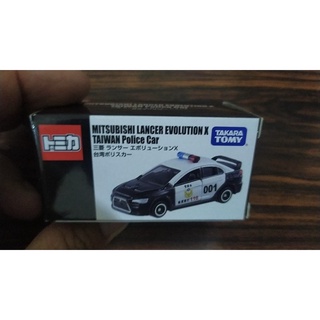 トミカ
MITSUBISHI LANCER EVOLUTION X
TAIWAN Police Car
三菱 ランサー エボリューションX
台湾ポリスカー
TAKARA
TOMY
001